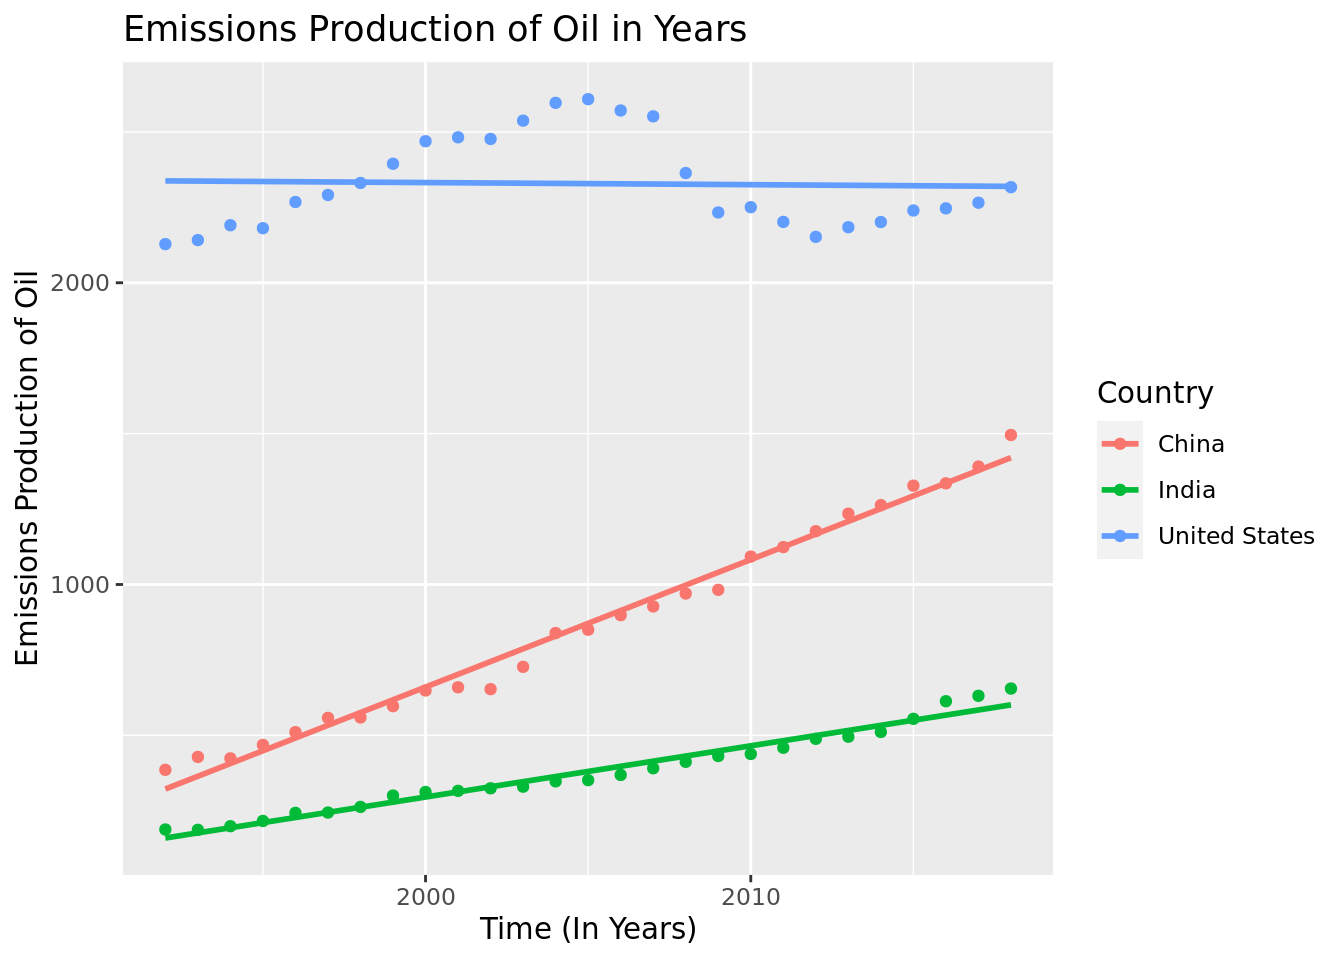 Emissions Production of Oil in Years
Emissions Production of Oil
2000
1000
2000
2010
Time (In Years)
Country
China
India
United States